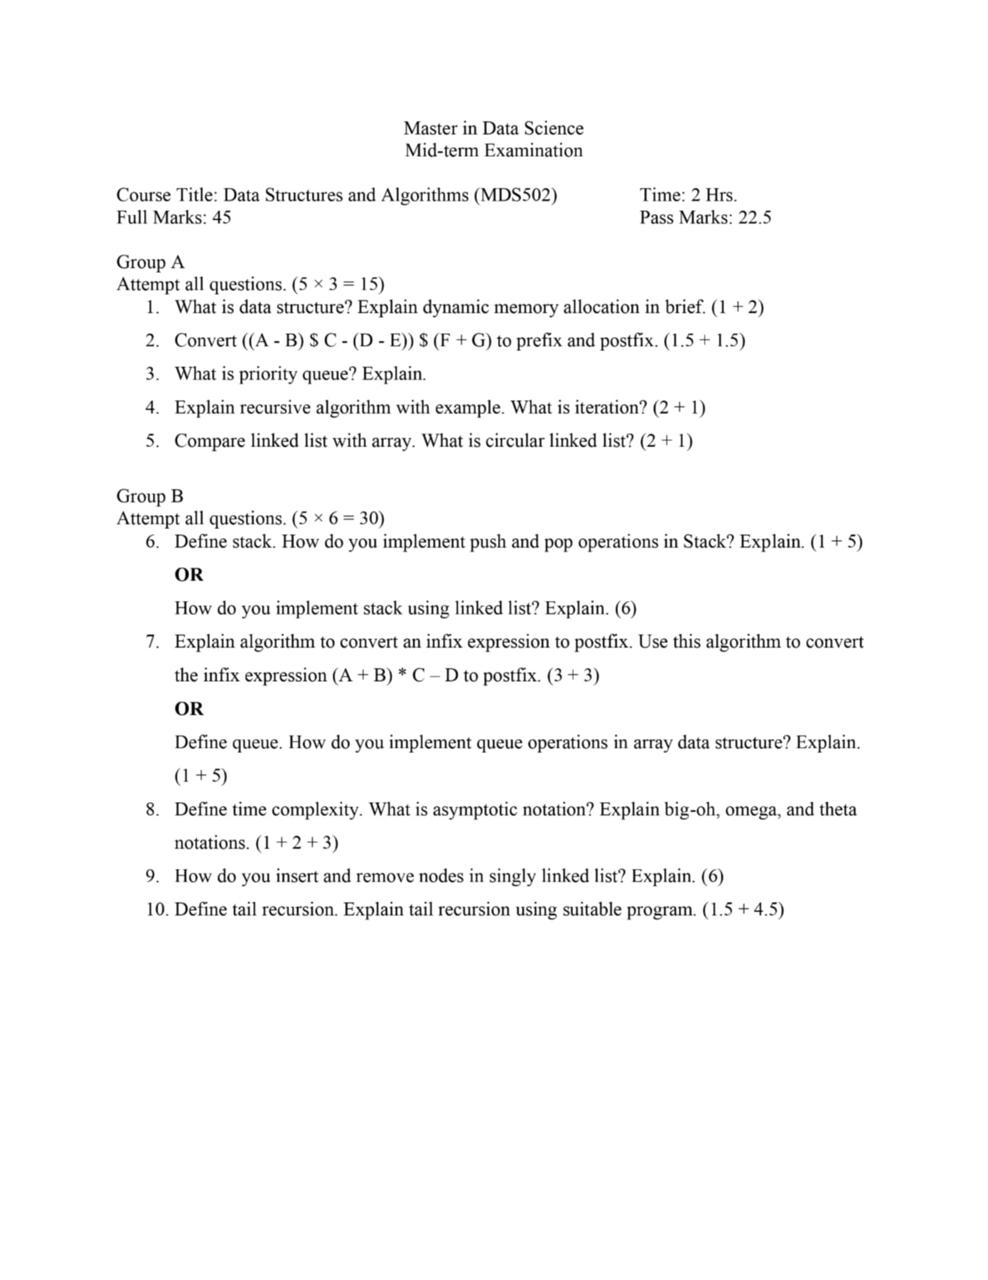 Master in Data Science
Mid-term Examination
Course Title: Data Structures and Algorithms (MDS502) Time: 2 Hrs.
Full Marks: 45 Pass Marks: 22.5
Group A
Attempt all questions. (5 × 3 = 15)
1. What is data structure? Explain dynamic memory allocation in brief. (1 + 2)
2. Convert ((A - B) $ C - (D - E)) $ (F + G) to prefix and postfix. (1.5 + 1.5)
3. What is priority queue? Explain.
4. Explain recursive algorithm with example. What is iteration? (2 + 1)
5. Compare linked list with array. What is circular linked list? (2 + 1)
Group B
Attempt all questions. (5 × 6 = 30)
6. Define stack. How do you implement push and pop operations in Stack? Explain. (1 + 5)
OR
How do you implement stack using linked list? Explain. (6)
7. Explain algorithm to convert an infix expression to postfix. Use this algorithm to convert
the infix expression (A + B) * C – D to postfix. (3 + 3)
OR
Define queue. How do you implement queue operations in array data structure? Explain.
(1 + 5)
8. Define time complexity. What is asymptotic notation? Explain big-oh, omega, and theta
notations. (1 + 2 + 3)
9. How do you insert and remove nodes in singly linked list? Explain. (6)
10. Define tail recursion. Explain tail recursion using suitable program. (1.5 + 4.5)